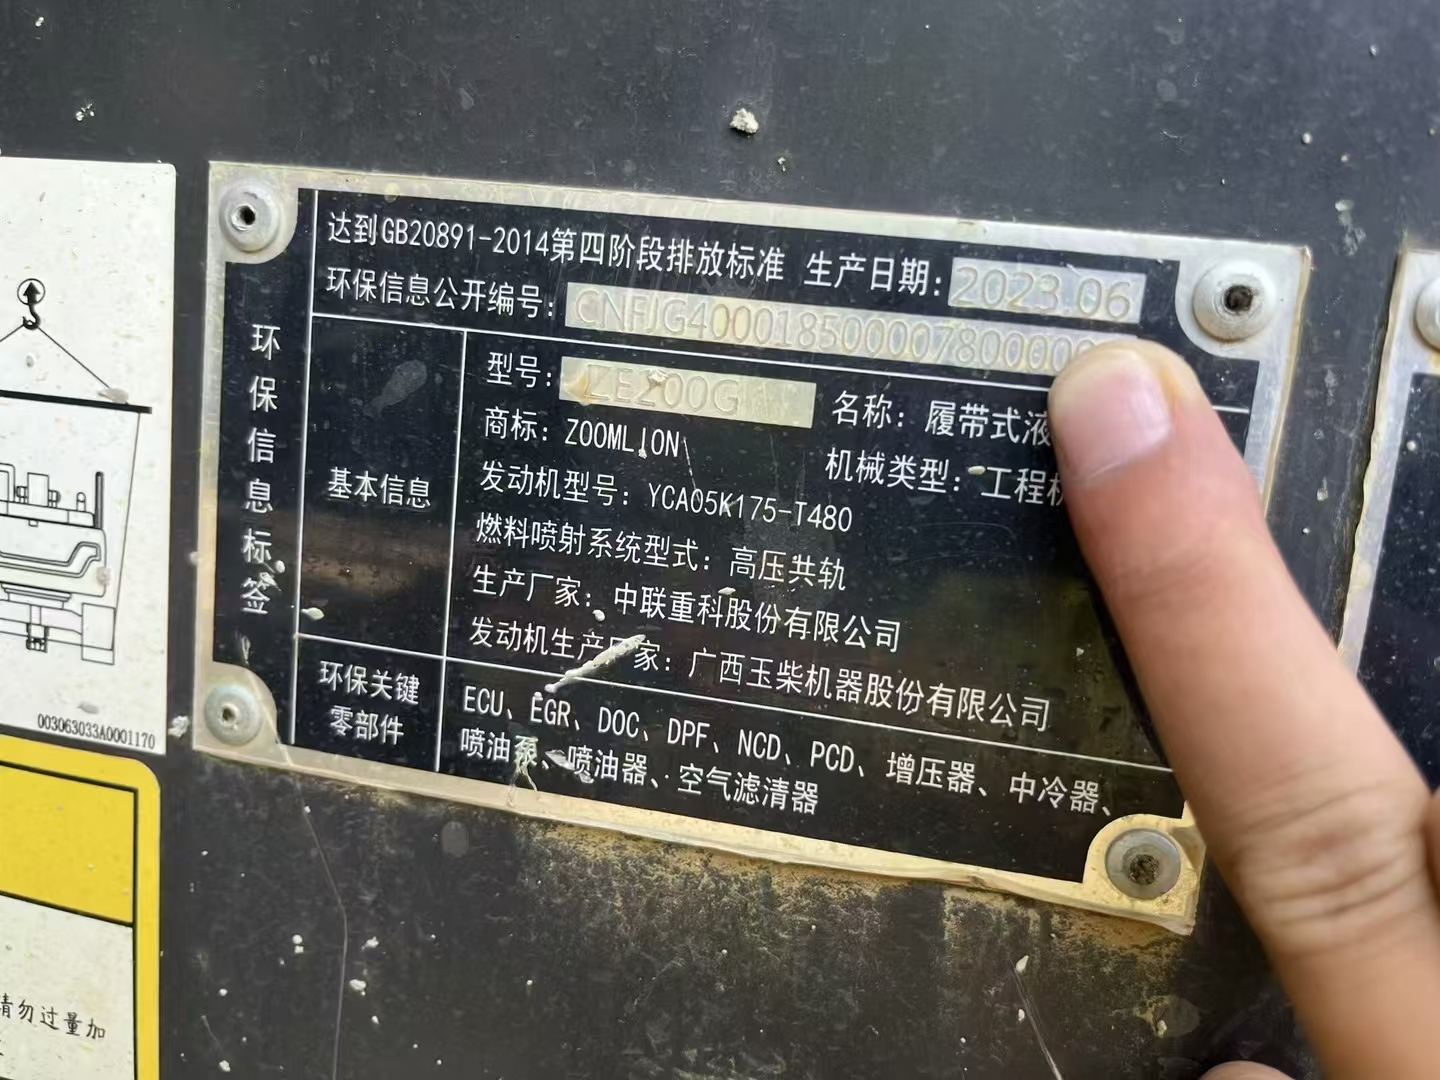 达到GB20891-2014第四阶段排放标准 生产日期: 2023.06
环保信息公开编号: CNFJG400018500007800000
环保信息标签
基本信息
型号: ZE200G 名称: 履带式液
商标: ZOOMLION 机械类型: 工程
发动机型号: YCA05K175-T480
燃料喷射系统型式: 高压共轨
生产厂家: 中联重科股份有限公司
发动机生产厂家: 广西玉柴机器股份有限公司
环保关键零部件
ECU、EGR、DOC、DPF、NCD、PCD、增压器、中冷器、
喷油泵、喷油器、空气滤清器
003063033A0001170
请勿过量加